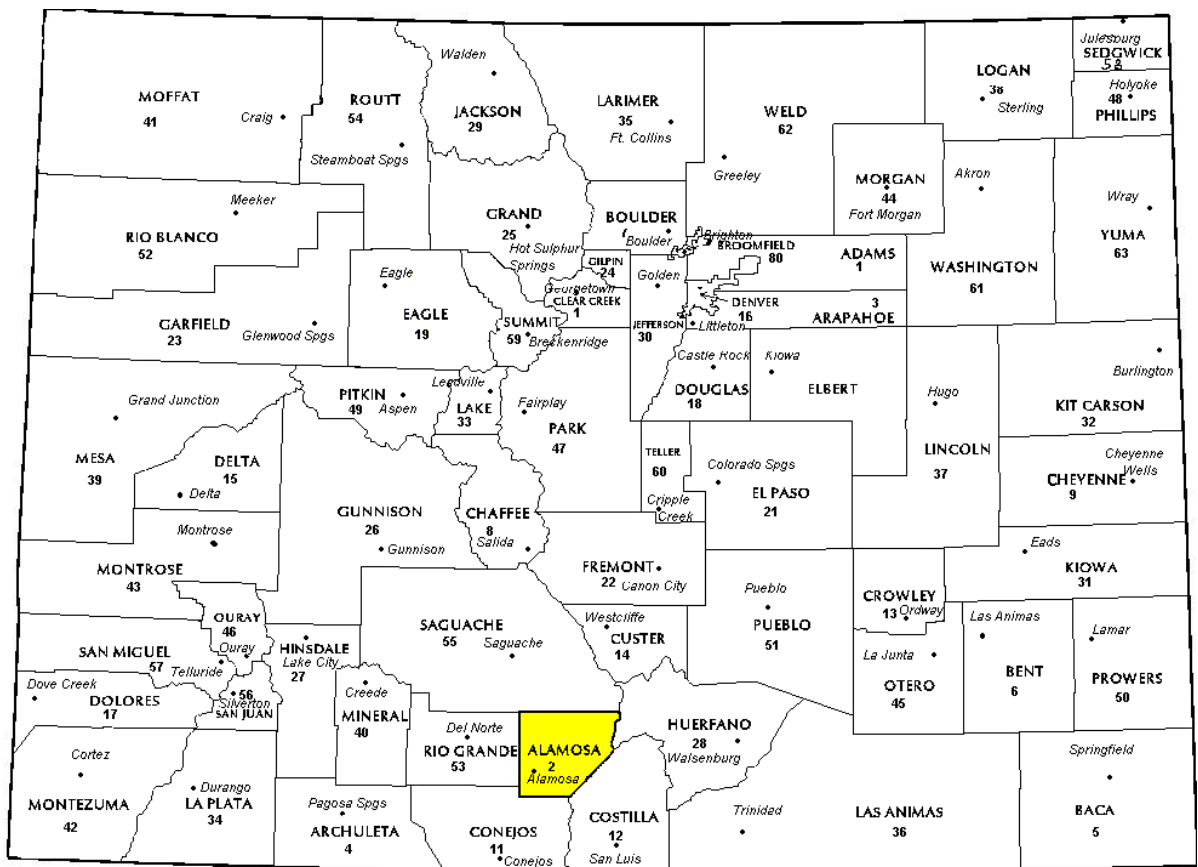 Julesburg
SEDGWICK
58
Walden
LOGAN
38
Sterling
Holyoke
48
PHILLIPS
MOFFAT
41
Craig
ROUTT
54
Steamboat Spgs
JACKSON
29
LARIMER
35
Ft. Collins
WELD
62
Greeley
MORGAN
44
Fort Morgan
Akron
WASHINGTON
61
Wray
YUMA
63
Meeker
RIO BLANCO
52
GRAND
25
Hot Sulphur
Springs
BOULDER
Boulder
Brighton
BROOMFIELD
80
ADAMS
1
GILPIN
24
Golden
Georgetown
CLEAR CREEK
1
DENVER
16
3
ARAPAHOE
Littleton
JEFFERSON
30
Eagle
EAGLE
19
SUMMIT
59
Breckenridge
GARFIELD
23
Glenwood Spgs
Castle Rock
DOUGLAS
18
Kiowa
ELBERT
Burlington
KIT CARSON
32
Hugo
LINCOLN
37
Grand Junction
MESA
39
PITKIN
49
Aspen
Leadville
LAKE
33
Fairplay
PARK
47
TELLER
60
Cripple
Creek
Colorado Spgs
EL PASO
21
Cheyenne
Wells
CHEYENNE
9
DELTA
15
Delta
GUNNISON
26
Gunnison
CHAFFEE
8
Salida
Montrose
MONTROSE
43
FREMONT
22
Canon City
Eads
KIOWA
31
Pueblo
PUEBLO
51
CROWLEY
13
Ordway
Las Animas
BENT
6
Lamar
PROWERS
50
OURAY
46
Ouray
HINSDALE
Lake City
27
SAGUACHE
55
Saguache
Westcliffe
CUSTER
14
La Junta
OTERO
45
SAN MIGUEL
57
Telluride
Dove Creek
DOLORES
17
56
Silverton
SAN JUAN
Creede
MINERAL
40
Del Norte
RIO GRANDE
53
ALAMOSA
2
Alamosa
HUERFANO
28
Walsenburg
Cortez
MONTEZUMA
42
Durango
LA PLATA
34
Pagosa Spgs
ARCHULETA
4
CONEJOS
11
Conejos
COSTILLA
12
San Luis
Trinidad
LAS ANIMAS
36
Springfield
BACA
5